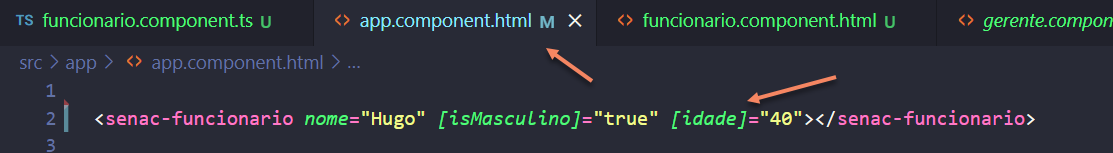 TS funcionario.component.ts U <> app.component.html M × <> funcionario.component.html U <> gerente.compon
src > app > <> app.component.html > ...
1
2 <senac-funcionario nome="Hugo" [isMasculino]="true" [idade]="40"></senac-funcionario>
3